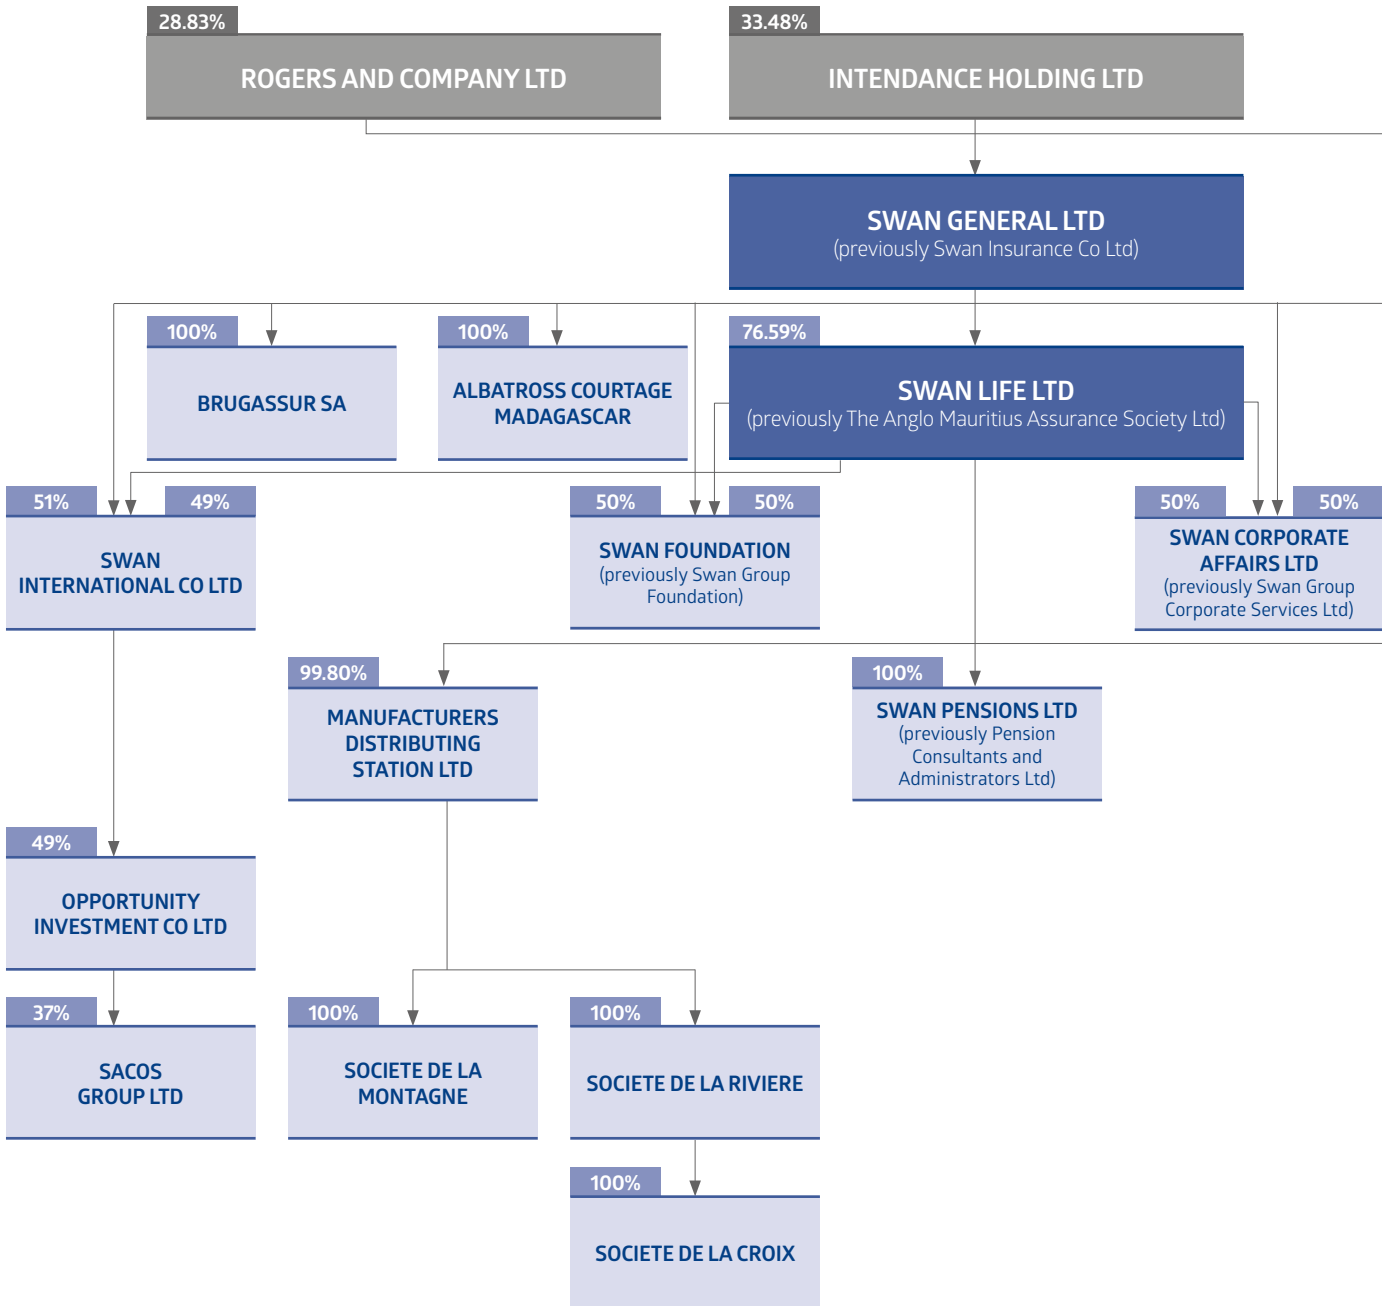 28.83%
ROGERS AND COMPANY LTD
33.48%
INTENDANCE HOLDING LTD
SWAN GENERAL LTD
(previously Swan Insurance Co Ltd)
100%
BRUGASSUR SA
100%
ALBATROSS COURTAGE
MADAGASCAR
76.59%
SWAN LIFE LTD
(previously The Anglo Mauritius Assurance Society Ltd)
51%
49%
SWAN
INTERNATIONAL CO LTD
50%
50%
SWAN FOUNDATION
(previously Swan Group
Foundation)
50%
50%
SWAN CORPORATE
AFFAIRS LTD
(previously Swan Group
Corporate Services Ltd)
99.80%
MANUFACTURERS
DISTRIBUTING
STATION LTD
100%
SWAN PENSIONS LTD
(previously Pension
Consultants and
Administrators Ltd)
49%
OPPORTUNITY
INVESTMENT CO LTD
37%
SACOS
GROUP LTD
100%
SOCIETE DE LA
MONTAGNE
100%
SOCIETE DE LA RIVIERE
100%
SOCIETE DE LA CROIX